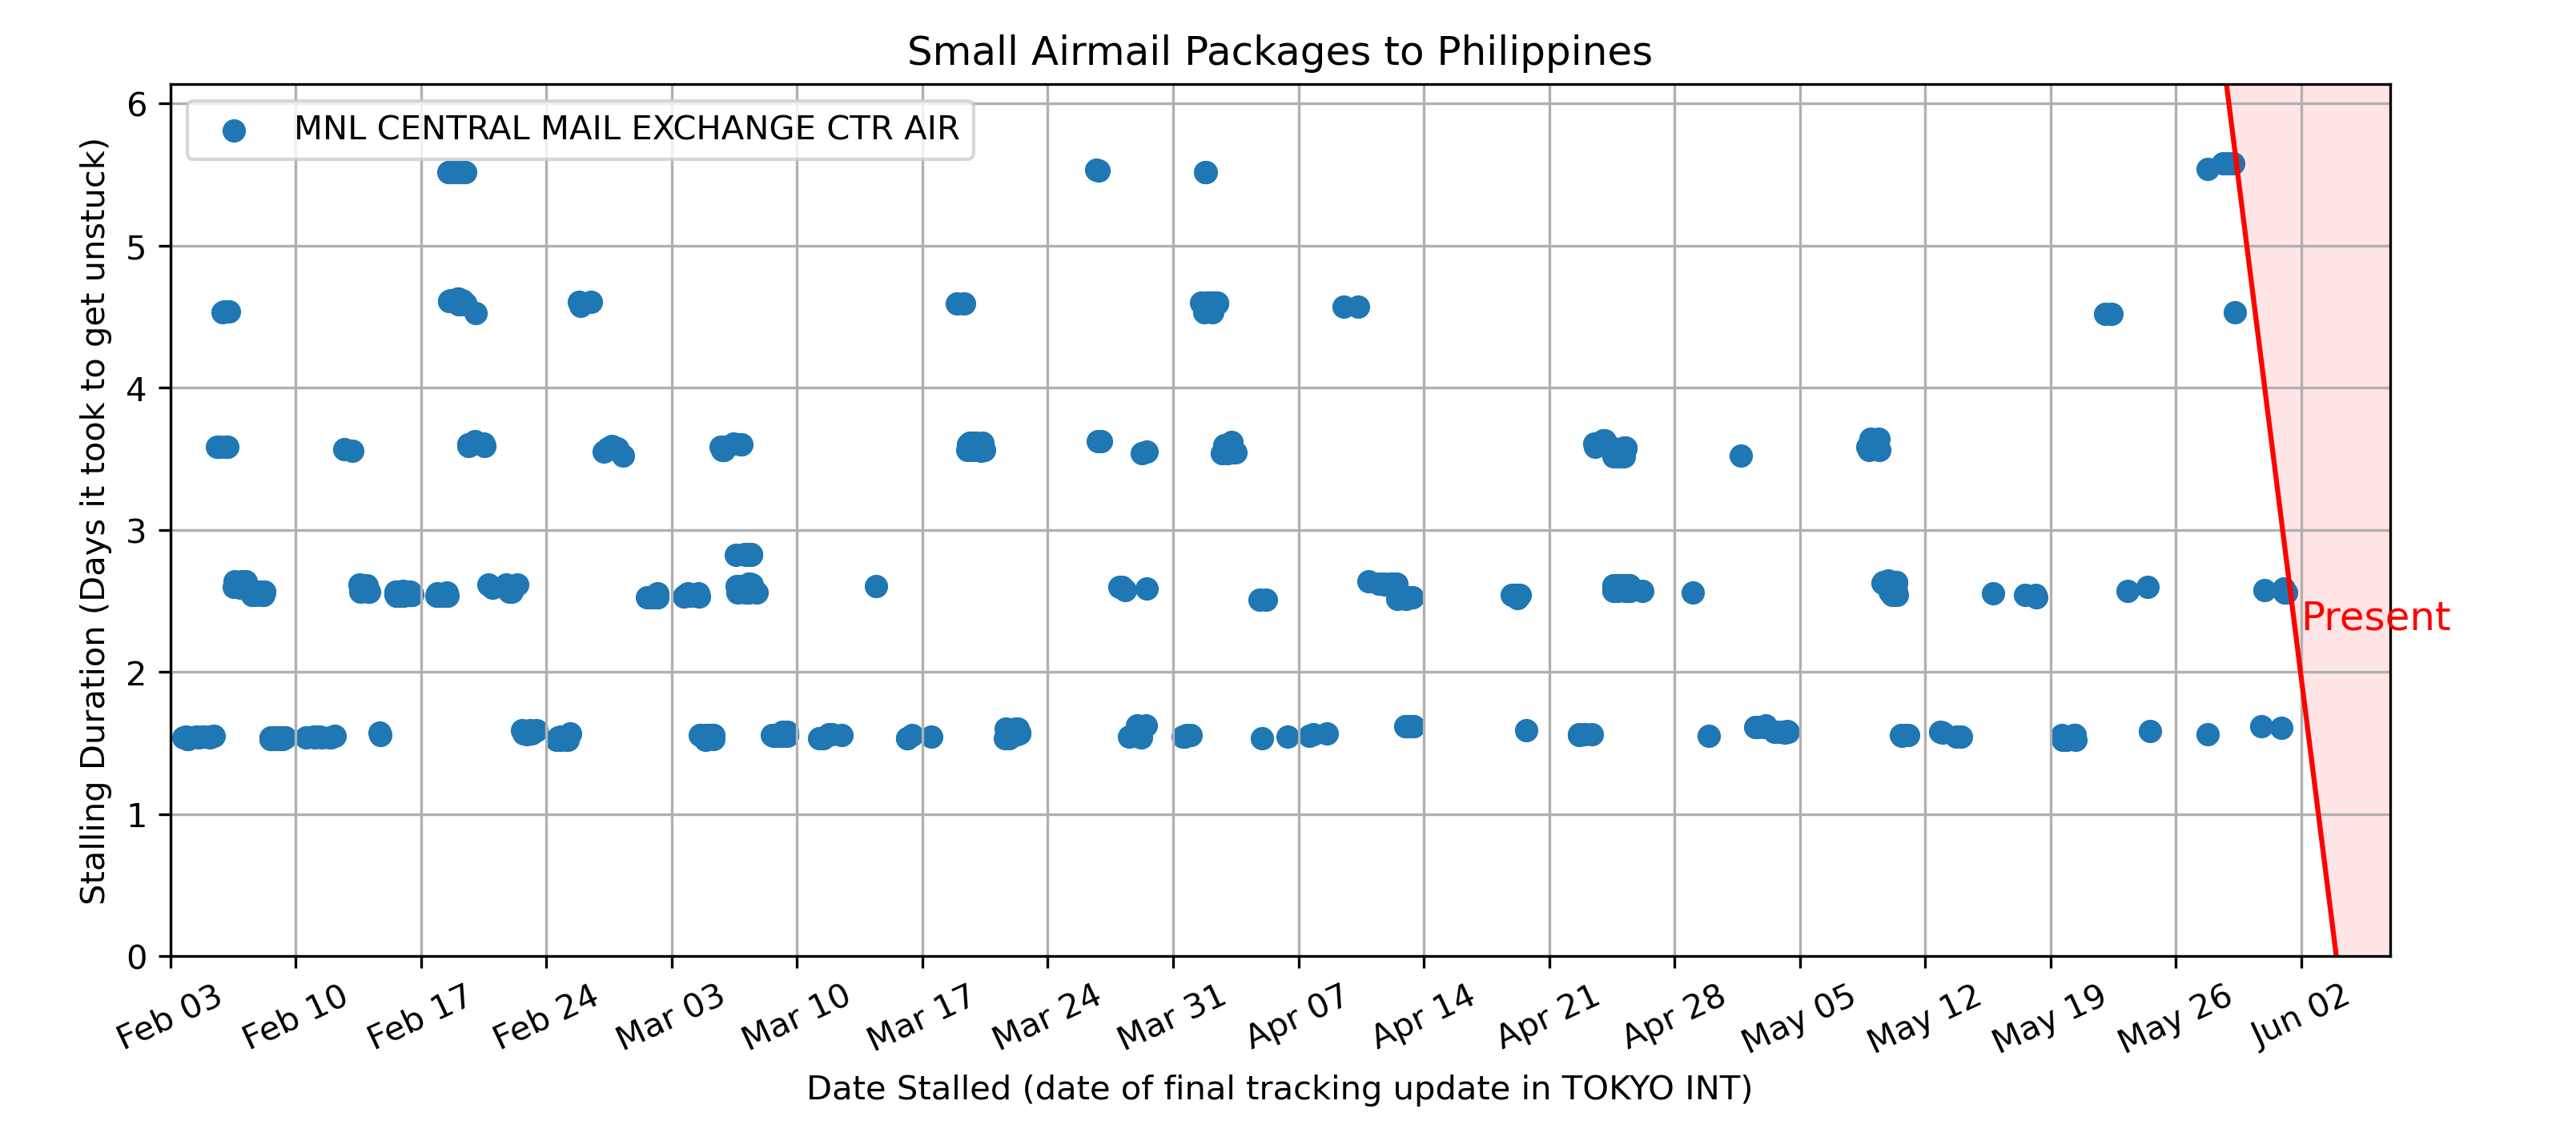 Small Airmail Packages to Philippines
MNL CENTRAL MAIL EXCHANGE CTR AIR
Stalling Duration (Days it took to get unstuck)
6
5
4
3
2
1
0
Present
Feb 03
Feb 10
Feb 17
Feb 24
Mar 03
Mar 10
Mar 17
Mar 24
Mar 31
Apr 07
Apr 14
Apr 21
Apr 28
May 05
May 12
May 19
May 26
Jun 02
Date Stalled (date of final tracking update in TOKYO INT)